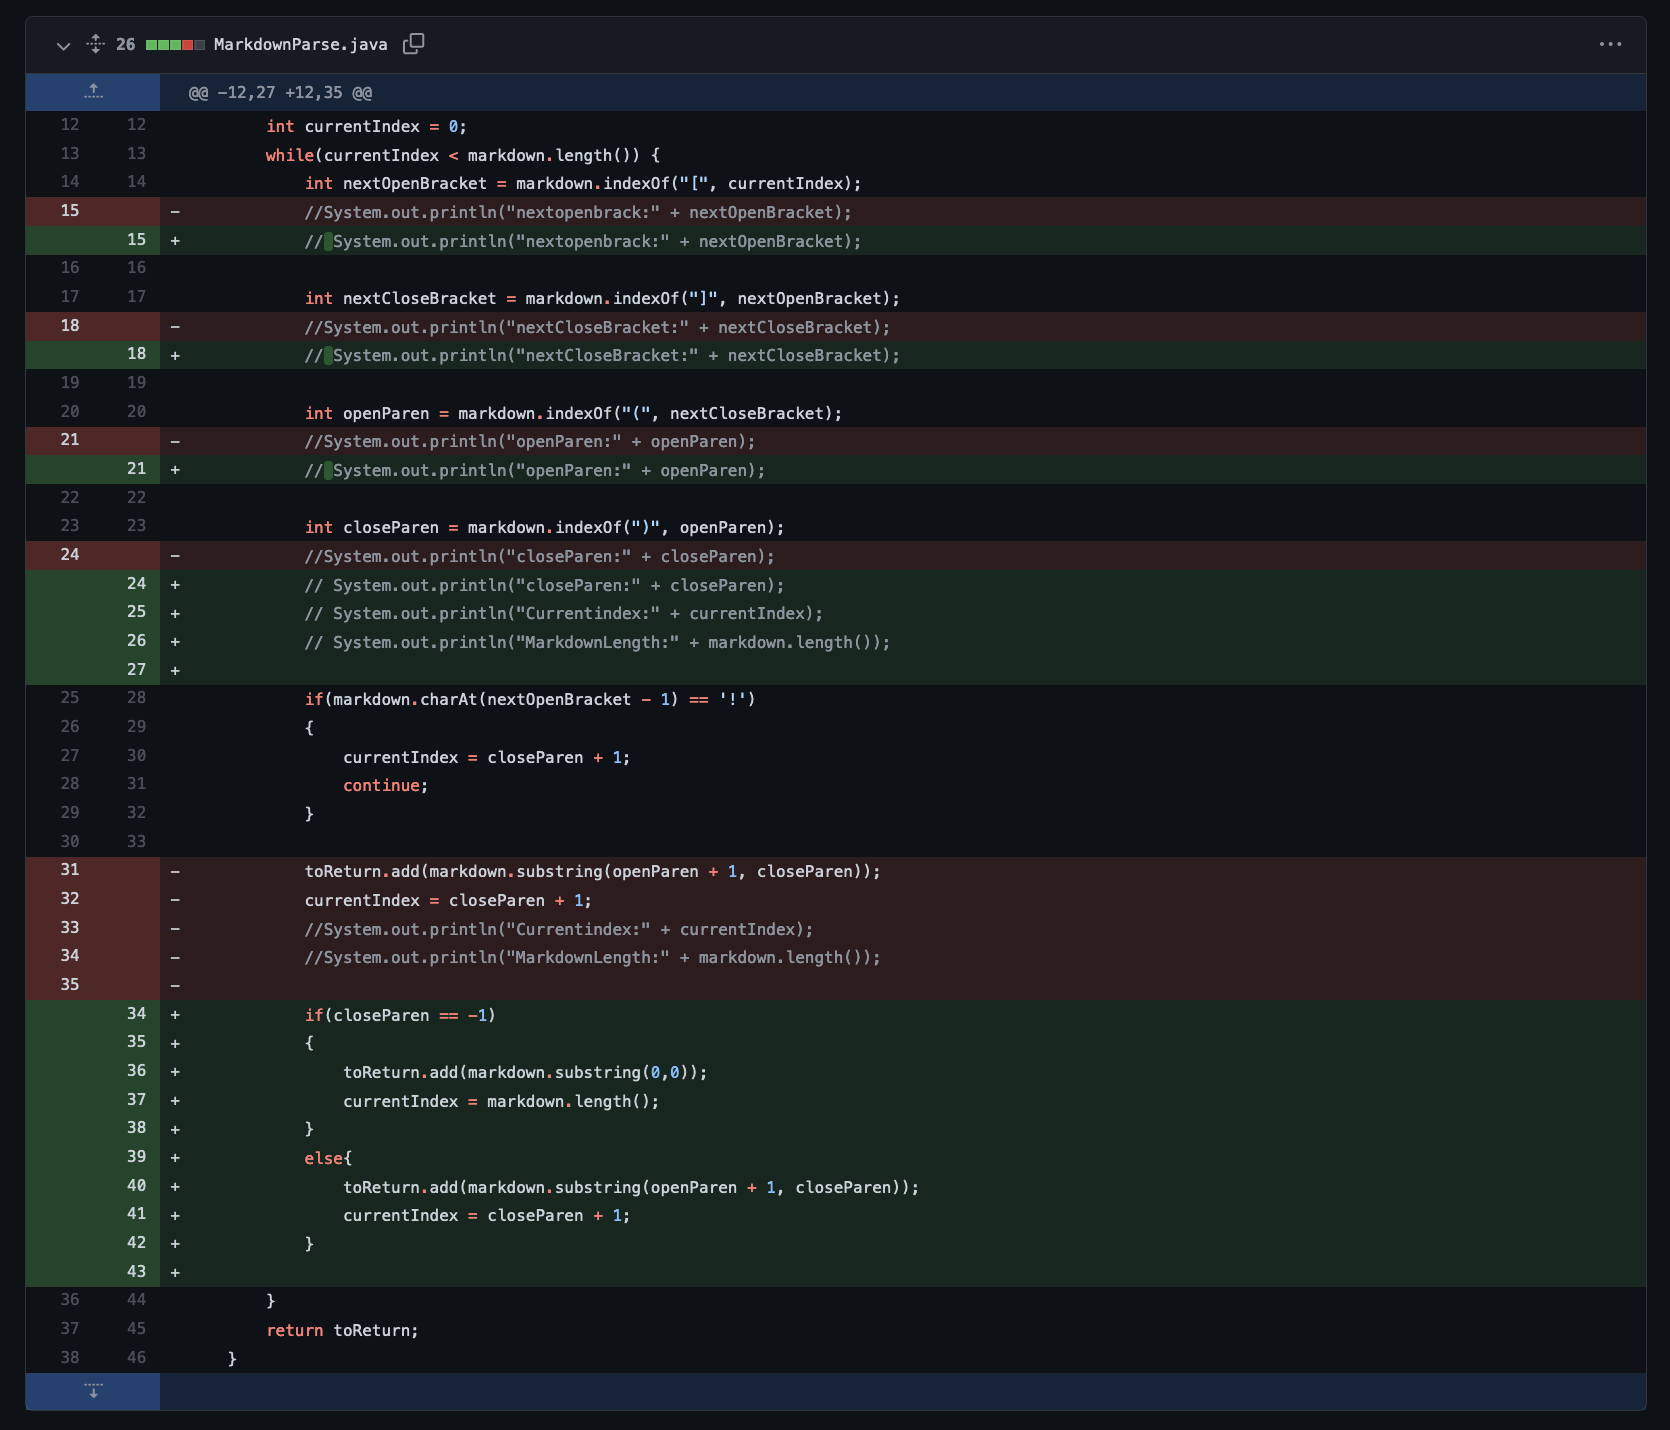 26 MarkdownParse.java
@@ -12,27 +12,35 @@
12 12 int currentIndex = 0;
13 13 while(currentIndex < markdown.length()) {
14 14 int nextOpenBracket = markdown.indexOf("[", currentIndex);
15 - //System.out.println("nextopenbrack:" + nextOpenBracket);
15 + // System.out.println("nextopenbrack:" + nextOpenBracket);
16 16
17 17 int nextCloseBracket = markdown.indexOf("]", nextOpenBracket);
18 - //System.out.println("nextCloseBracket:" + nextCloseBracket);
18 + // System.out.println("nextCloseBracket:" + nextCloseBracket);
19 19
20 20 int openParen = markdown.indexOf("(", nextCloseBracket);
21 - //System.out.println("openParen:" + openParen);
21 + // System.out.println("openParen:" + openParen);
22 22
23 23 int closeParen = markdown.indexOf(")", openParen);
24 - //System.out.println("closeParen:" + closeParen);
24 + // System.out.println("closeParen:" + closeParen);
25 + // System.out.println("Currentindex:" + currentIndex);
26 + // System.out.println("MarkdownLength:" + markdown.length());
27 +
25 28 if(markdown.charAt(nextOpenBracket - 1) == '!')
26 29 {
27 30 currentIndex = closeParen + 1;
28 31 continue;
29 32 }
30 33
31 - toReturn.add(markdown.substring(openParen + 1, closeParen));
32 - currentIndex = closeParen + 1;
33 - //System.out.println("Currentindex:" + currentIndex);
34 - //System.out.println("MarkdownLength:" + markdown.length());
35 -
34 + if(closeParen == -1)
35 + {
36 + toReturn.add(markdown.substring(0,0));
37 + currentIndex = markdown.length();
38 + }
39 + else{
40 + toReturn.add(markdown.substring(openParen + 1, closeParen));
41 + currentIndex = closeParen + 1;
42 + }
43 +
36 44 }
37 45 return toReturn;
38 46 }